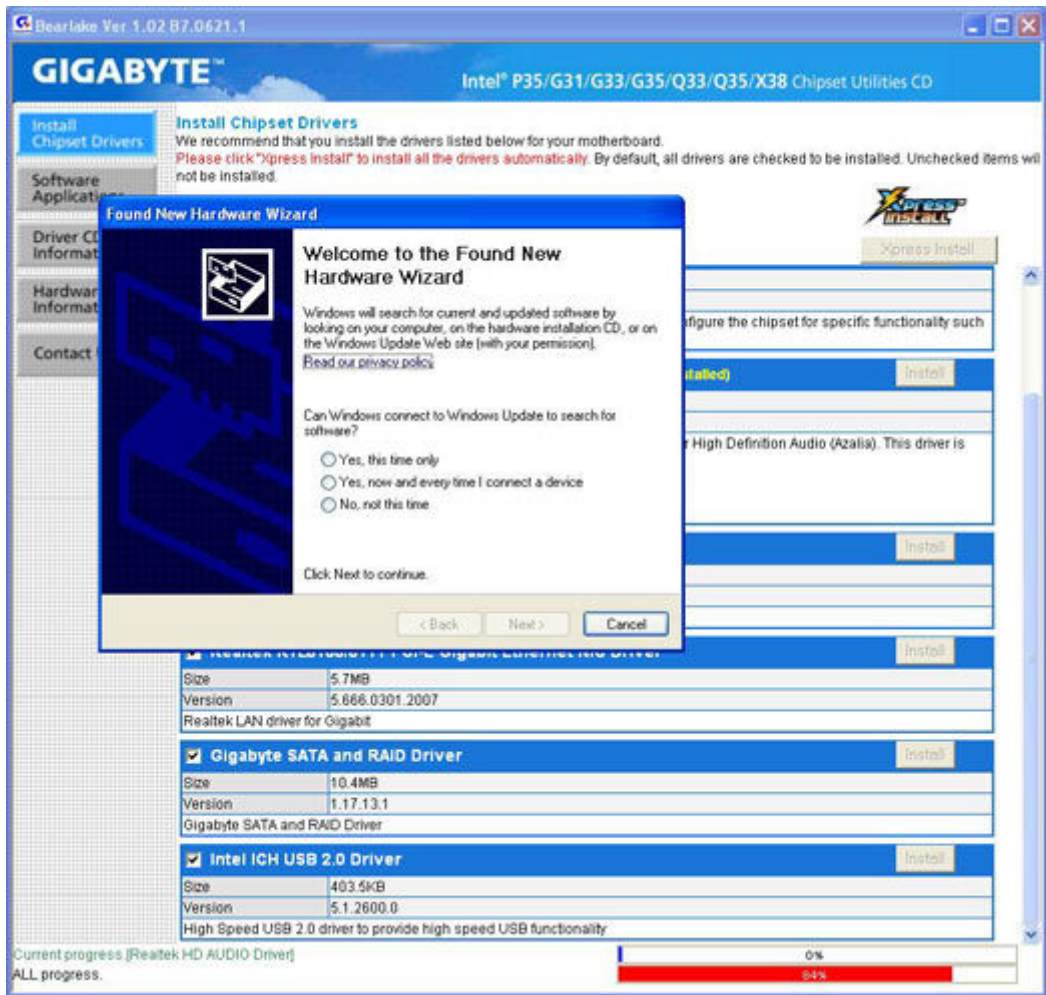 Bearlake Ver 1.02 B7.0621.1
GIGABYTE™
Intel® P35/G31/G33/G35/Q33/Q35/X38 Chipset Utilities CD
Install
Chipset Drivers
Software
Driver CD
Informat
Hardwar
Informat
Contact
Install Chipset Drivers
We recommend that you install the drivers listed below for your motherboard.
Please click "Xpress Install" to install all the drivers automatically. By default, all drivers are checked to be installed. Unchecked items will
not be installed.
Xpress
Install
Xpress Install
Found New Hardware Wizard
Welcome to the Found New
Hardware Wizard
Windows will search for current and updated software by
looking on your computer, on the hardware installation CD, or on
the Windows Update Web site (with your permission).
Read our privacy policy
Can Windows connect to Windows Update to search for
software?
Yes, this time only
Yes, now and every time I connect a device
No, not this time
Click Next to continue.
< Back
Next >
Cancel
figure the chipset for specific functionality such
stalled)
Install
r High Definition Audio (Azalia). This driver is
Install
Gigabit Ethernet NIC Driver
Install
Size
5.7MB
Version
5.666.0301.2007
Realtek LAN driver for Gigabit
Gigabyte SATA and RAID Driver
Install
Size
10.4MB
Version
1.17.13.1
Gigabyte SATA and RAID Driver
Intel ICH USB 2.0 Driver
Install
Size
403.5KB
Version
5.1.2600.0
High Speed USB 2.0 driver to provide high speed USB functionality
Current progress.[Realtek HD AUDIO Driver]
0%
ALL progress.
84%